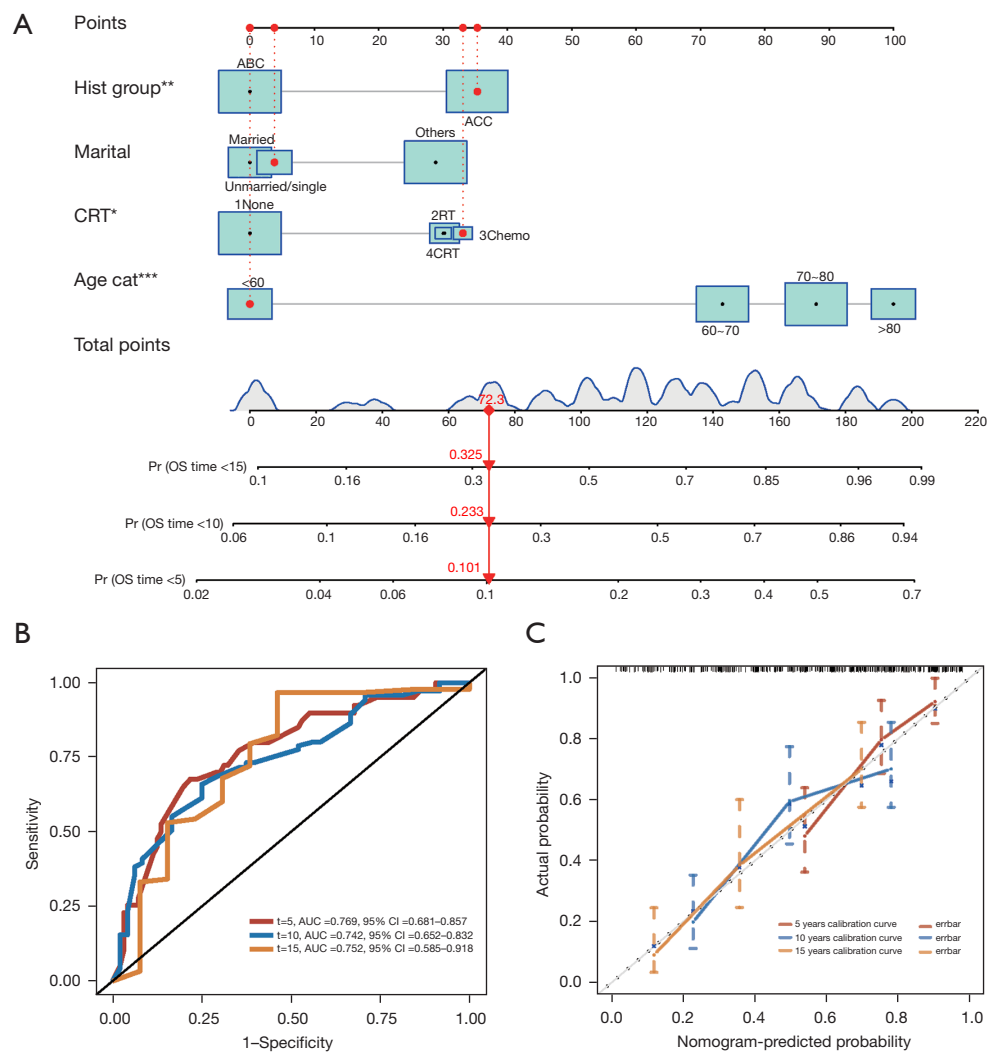 A
Points
0 10 20 30 40 50 60 70 80 90 100
ABC
Hist group**
ACC
Married
Others
Marital
Unmarried/single
1None
2RT
CRT*
3Chemo
4CRT
Age cat***
<60
70~80
60~70
>80
Total points
72.3
0 20 40 60 80 100 120 140 160 180 200 220
0.325
Pr (OS time <15)
0.1 0.16 0.3 0.5 0.7 0.85 0.96 0.99
0.233
Pr (OS time <10)
0.06 0.1 0.16 0.3 0.5 0.7 0.86 0.94
0.101
Pr (OS time <5)
0.02 0.04 0.06 0.1 0.2 0.3 0.4 0.5 0.7
B
1.00
0.75
0.50
0.25
0.00
Sensitivity
t=5, AUC =0.769, 95% CI =0.681–0.857
t=10, AUC =0.742, 95% CI =0.652–0.832
t=15, AUC =0.752, 95% CI =0.585–0.918
0.00 0.25 0.50 0.75 1.00
1–Specificity
C
1.0
0.8
0.6
0.4
0.2
0.0
Actual probability
5 years calibration curve errbar
10 years calibration curve errbar
15 years calibration curve errbar
0.0 0.2 0.4 0.6 0.8 1.0
Nomogram-predicted probability